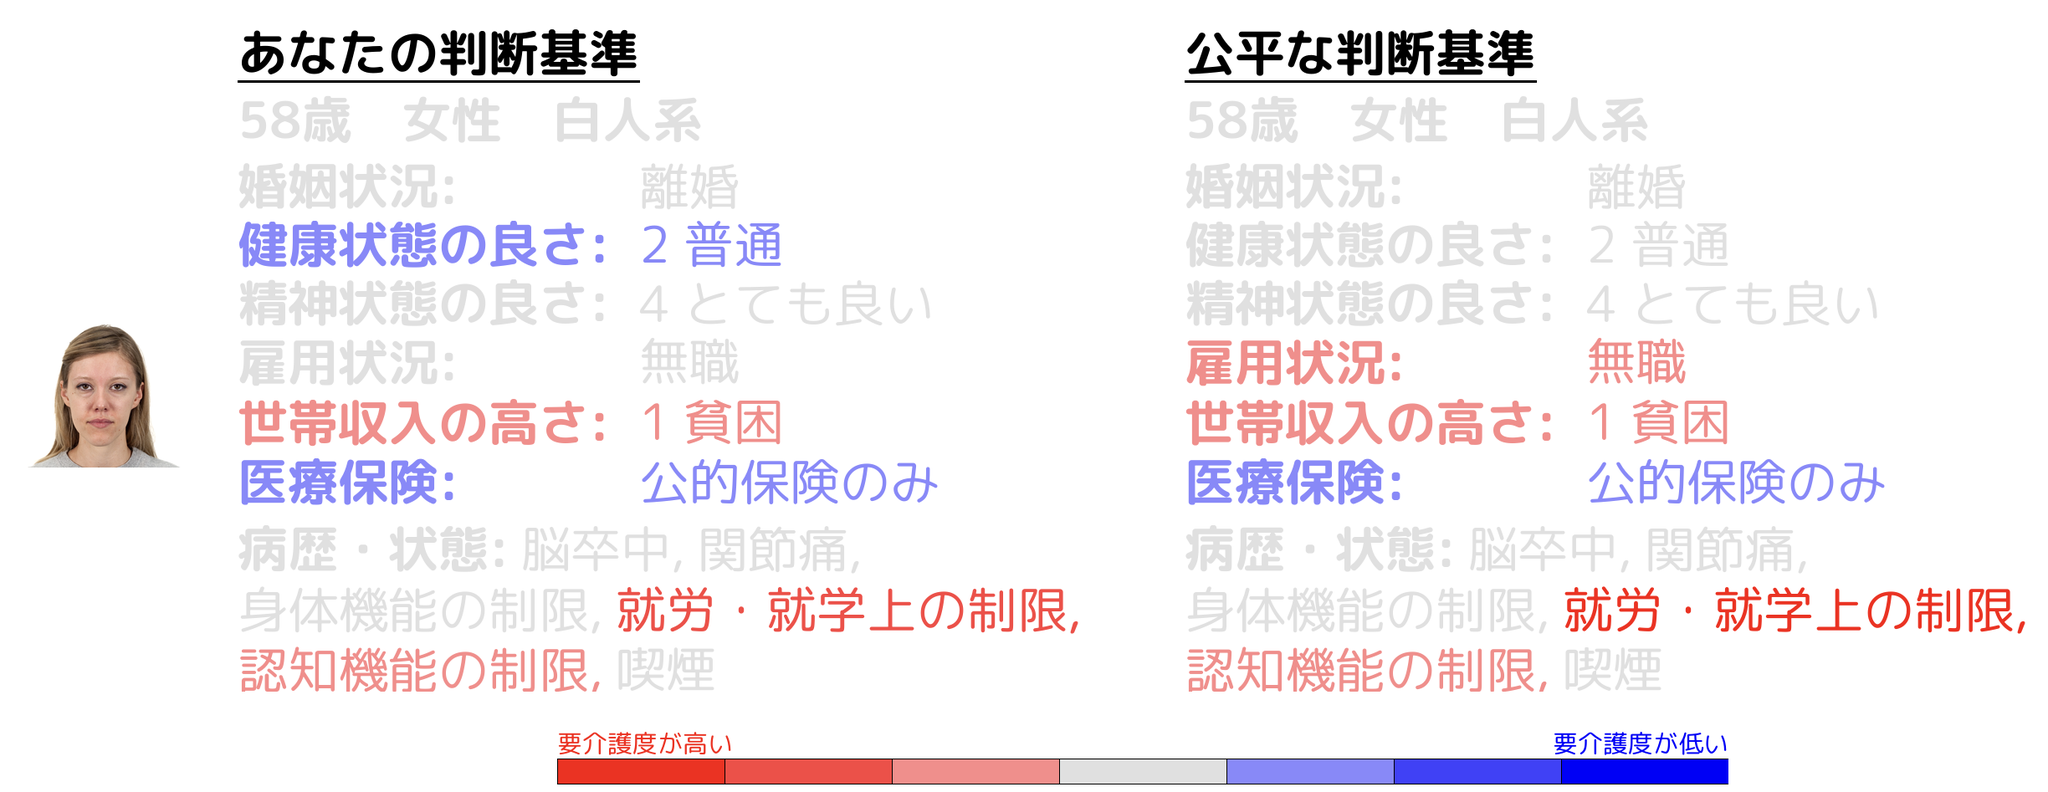 あなたの判断基準
58歳 女性 白人系
婚姻状況: 離婚
健康状態の良さ: 2 普通
精神状態の良さ: 4 とても良い
雇用状況: 無職
世帯収入の高さ: 1 貧困
医療保険: 公的保険のみ
病歴・状態: 脳卒中, 関節痛,
身体機能の制限, 就労・就学上の制限,
認知機能の制限, 喫煙
公平な判断基準
58歳 女性 白人系
婚姻状況: 離婚
健康状態の良さ: 2 普通
精神状態の良さ: 4 とても良い
雇用状況: 無職
世帯収入の高さ: 1 貧困
医療保険: 公的保険のみ
病歴・状態: 脳卒中, 関節痛,
身体機能の制限, 就労・就学上の制限,
認知機能の制限, 喫煙
要介護度が高い
要介護度が低い